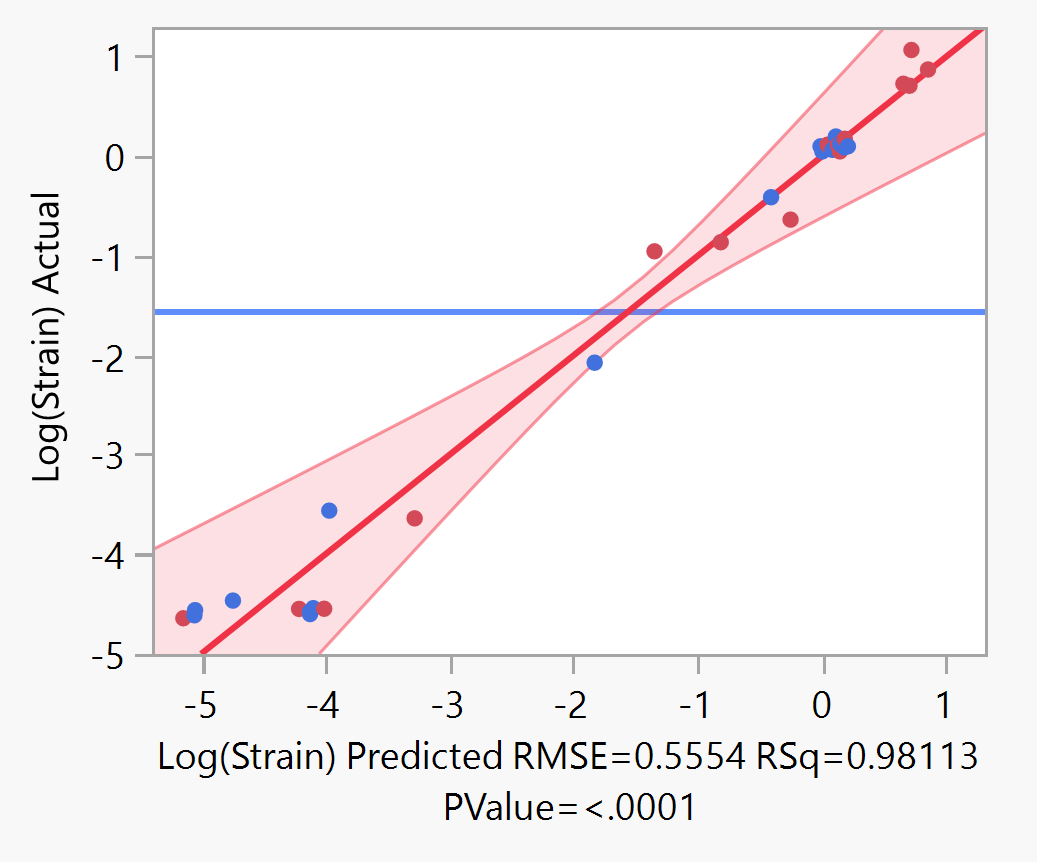 Log(Strain) Actual
1
0
-1
-2
-3
-4
-5
-5 -4 -3 -2 -1 0 1
Log(Strain) Predicted RMSE=0.5554 RSq=0.98113
PValue=<.0001